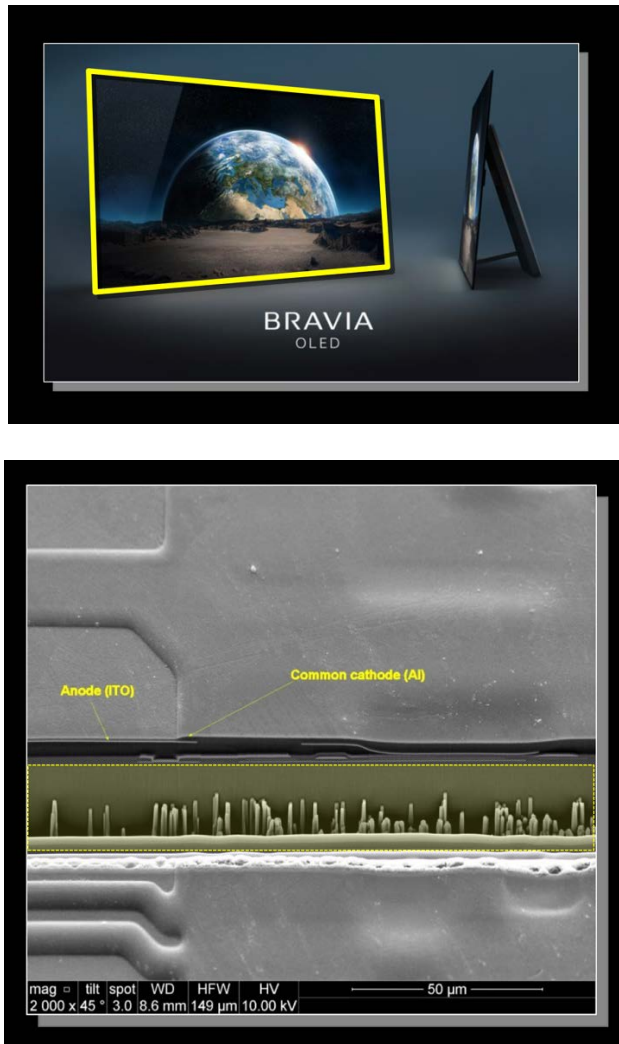 BRAVIA
OLED
Anode (ITO)
Common cathode (Al)
mag □ tilt spot WD HFW HV
2 000 x 45 ° 3.0 8.6 mm 149 µm 10.00 kV
50 µm